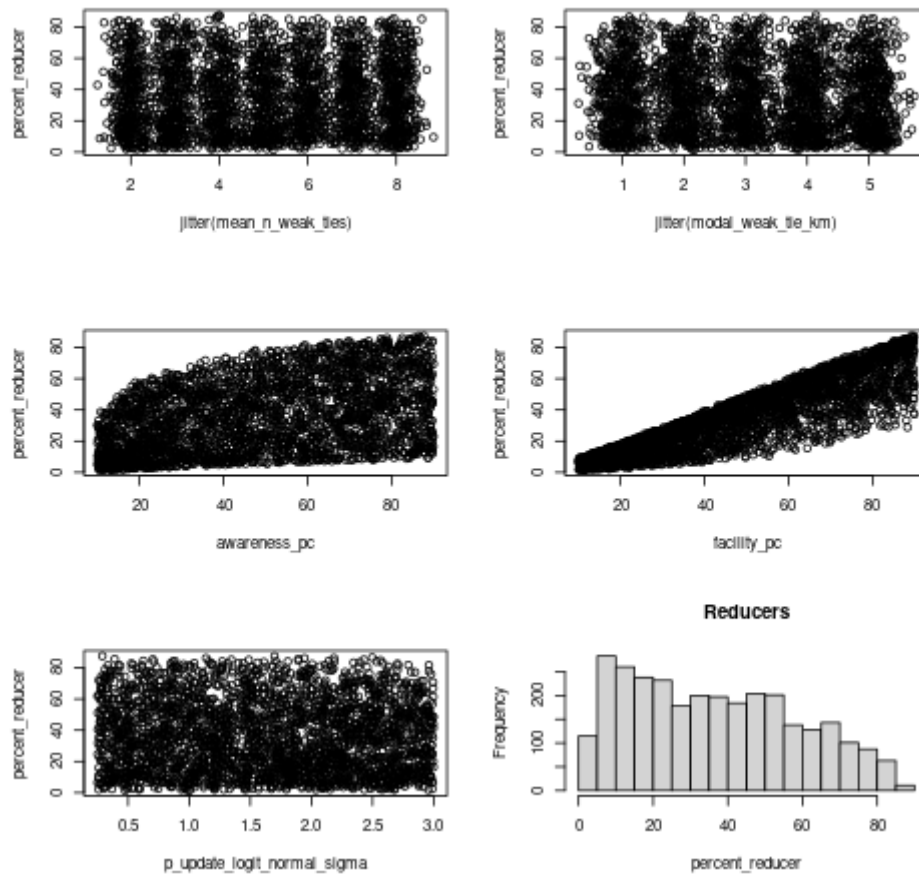 percent_reducer
0 20 40 60 80
2 4 6 8
jitter(mean_n_weak_ties)
percent_reducer
0 20 40 60 80
1 2 3 4 5
jitter(modal_weak_tie_km)
percent_reducer
0 20 40 60 80
20 40 60 80
awareness_pc
percent_reducer
0 20 40 60 80
20 40 60 80
facility_pc
percent_reducer
0 20 40 60 80
0.5 1.0 1.5 2.0 2.5 3.0
p_update_logit_normal_sigma
Reducers
Frequency
0 100 200
0 20 40 60 80
percent_reducer